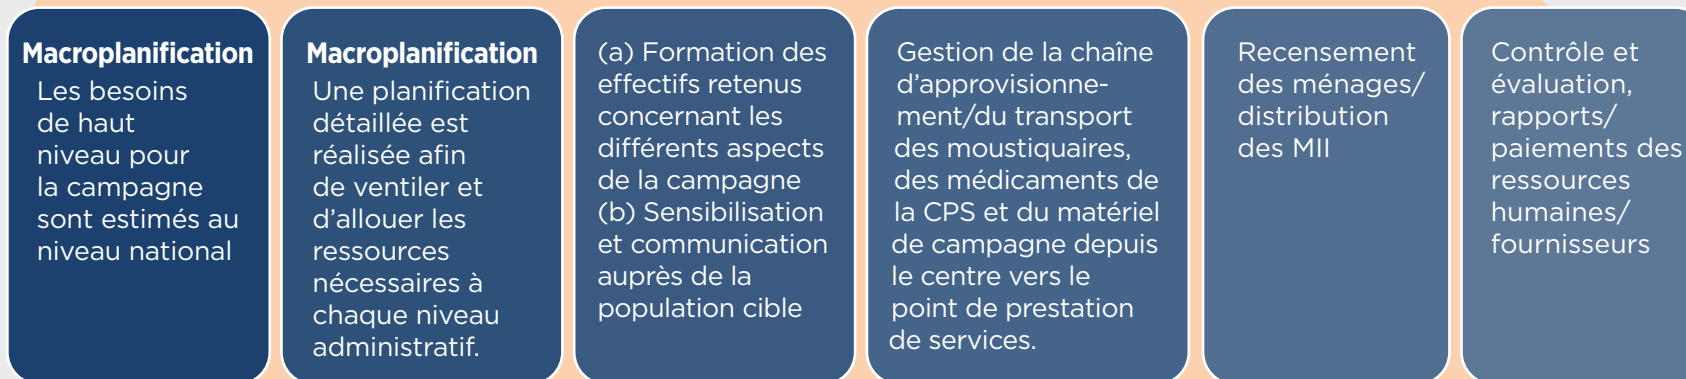 Macroplanification
Les besoins
de haut
niveau pour
la campagne
sont estimés au
niveau national
Macroplanification
Une planification
détaillée est
réalisée afin
de ventiler et
d'allouer les
ressources
nécessaires à
chaque niveau
administratif.
(a) Formation des
effectifs retenus
concernant les
différents aspects
de la campagne
(b) Sensibilisation
et communication
auprès de la
population cible
Gestion de la chaîne
d'approvisionne-
ment/du transport
des moustiquaires,
des médicaments de
la CPS et du matériel
de campagne depuis
le centre vers le
point de prestation
de services.
Recensement
des ménages/
distribution
des MII
Contrôle et
évaluation,
rapports/
paiements des
ressources
humaines/
fournisseurs